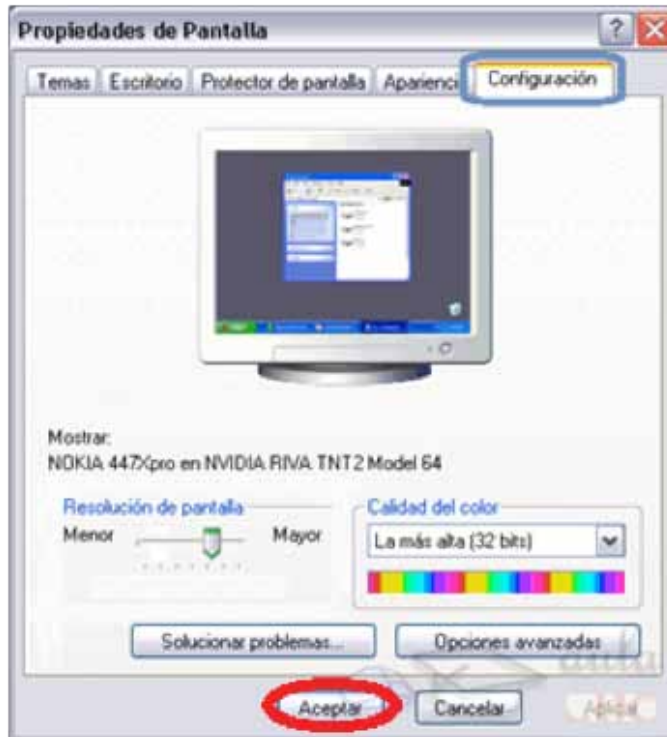 Propiedades de Pantalla
Temas Escritorio Protector de pantalla Apariencia Configuración
Mostrar:
NOKIA 447Xpro en NVIDIA RIVA TNT2 Model 64
Resolución de pantalla
Menor Mayor
Calidad del color
La más alta (32 bits)
Solucionar problemas... Opciones avanzadas
aula
Aceptar Cancelar Aplicar